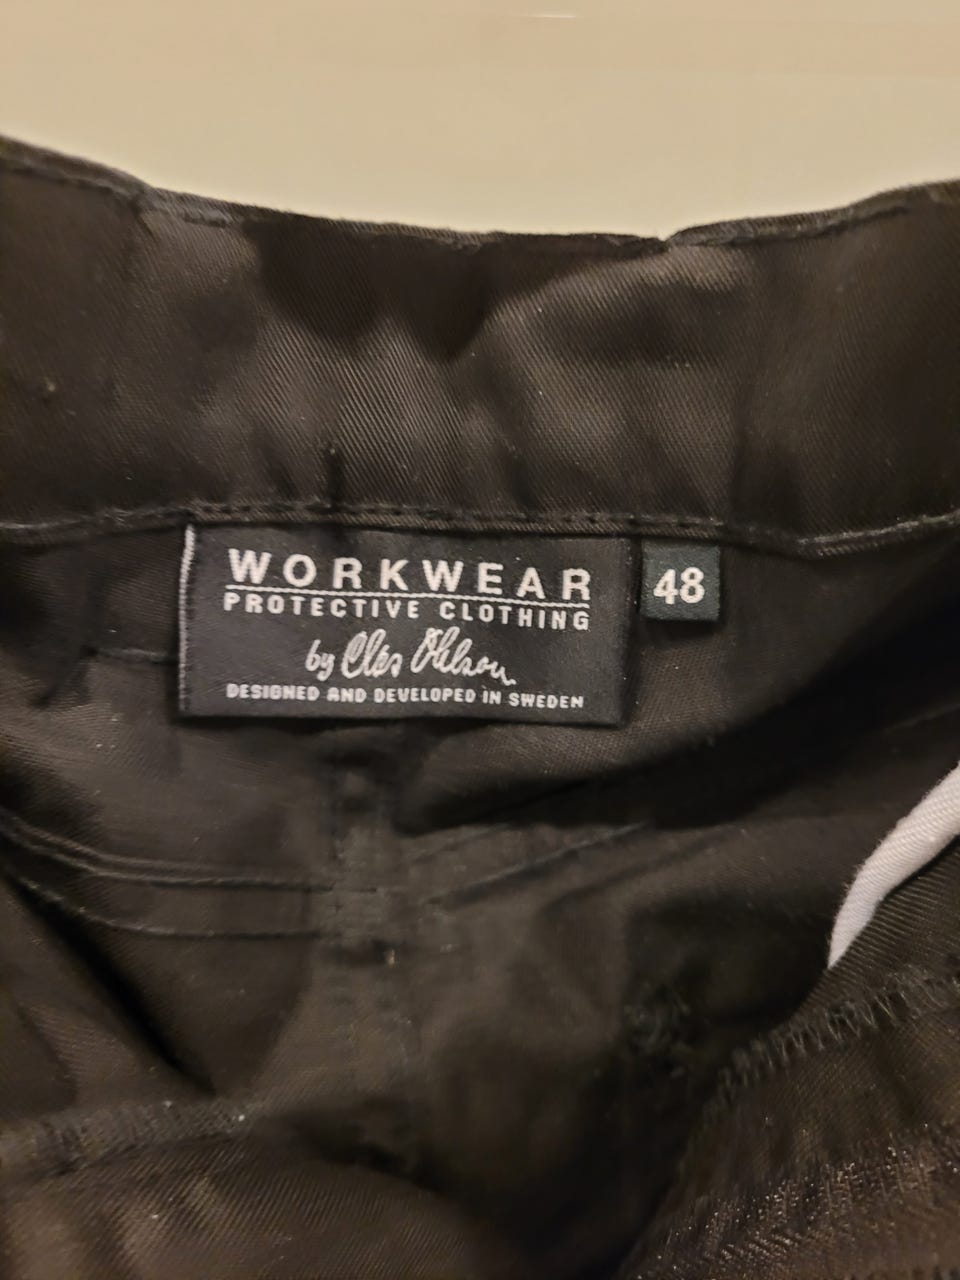 WORKWEAR
PROTECTIVE CLOTHING
by Clas Ohlson
DESIGNED AND DEVELOPED IN SWEDEN
48